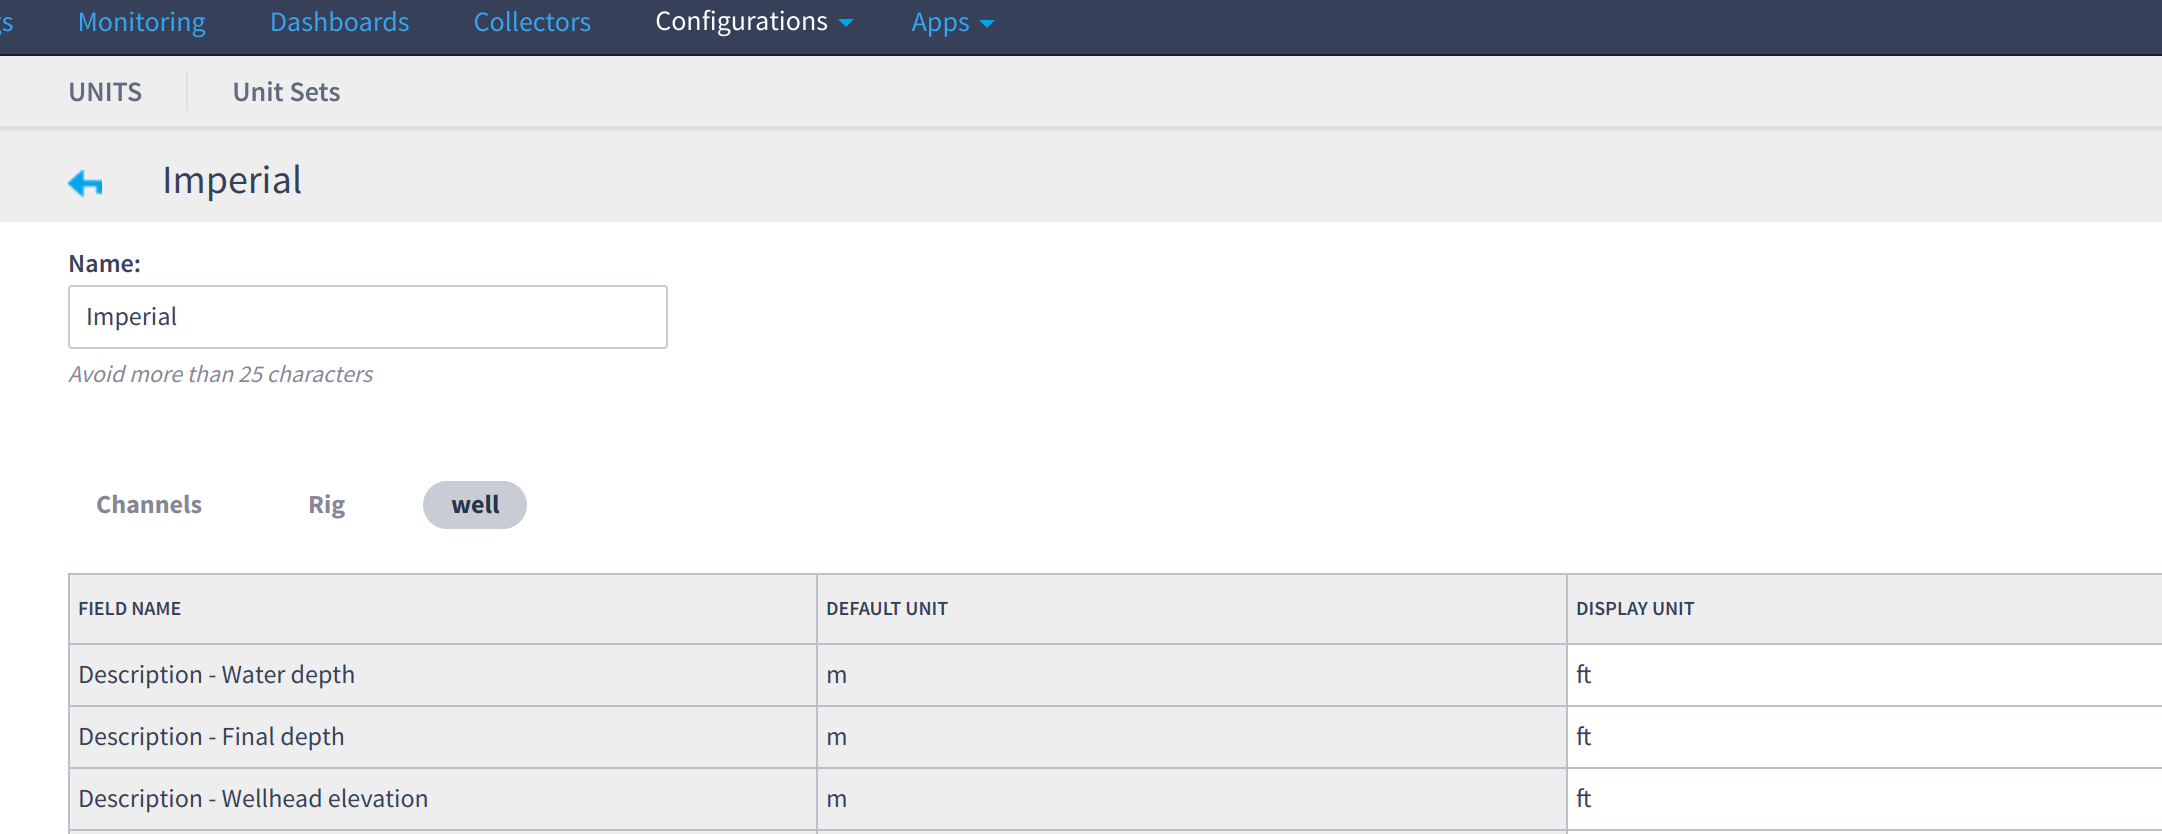 Monitoring Dashboards Collectors Configurations Apps
UNITS Unit Sets
Imperial
Name:
Imperial
Avoid more than 25 characters
Channels Rig well
FIELD NAME DEFAULT UNIT DISPLAY UNIT
Description - Water depth m ft
Description - Final depth m ft
Description - Wellhead elevation m ft